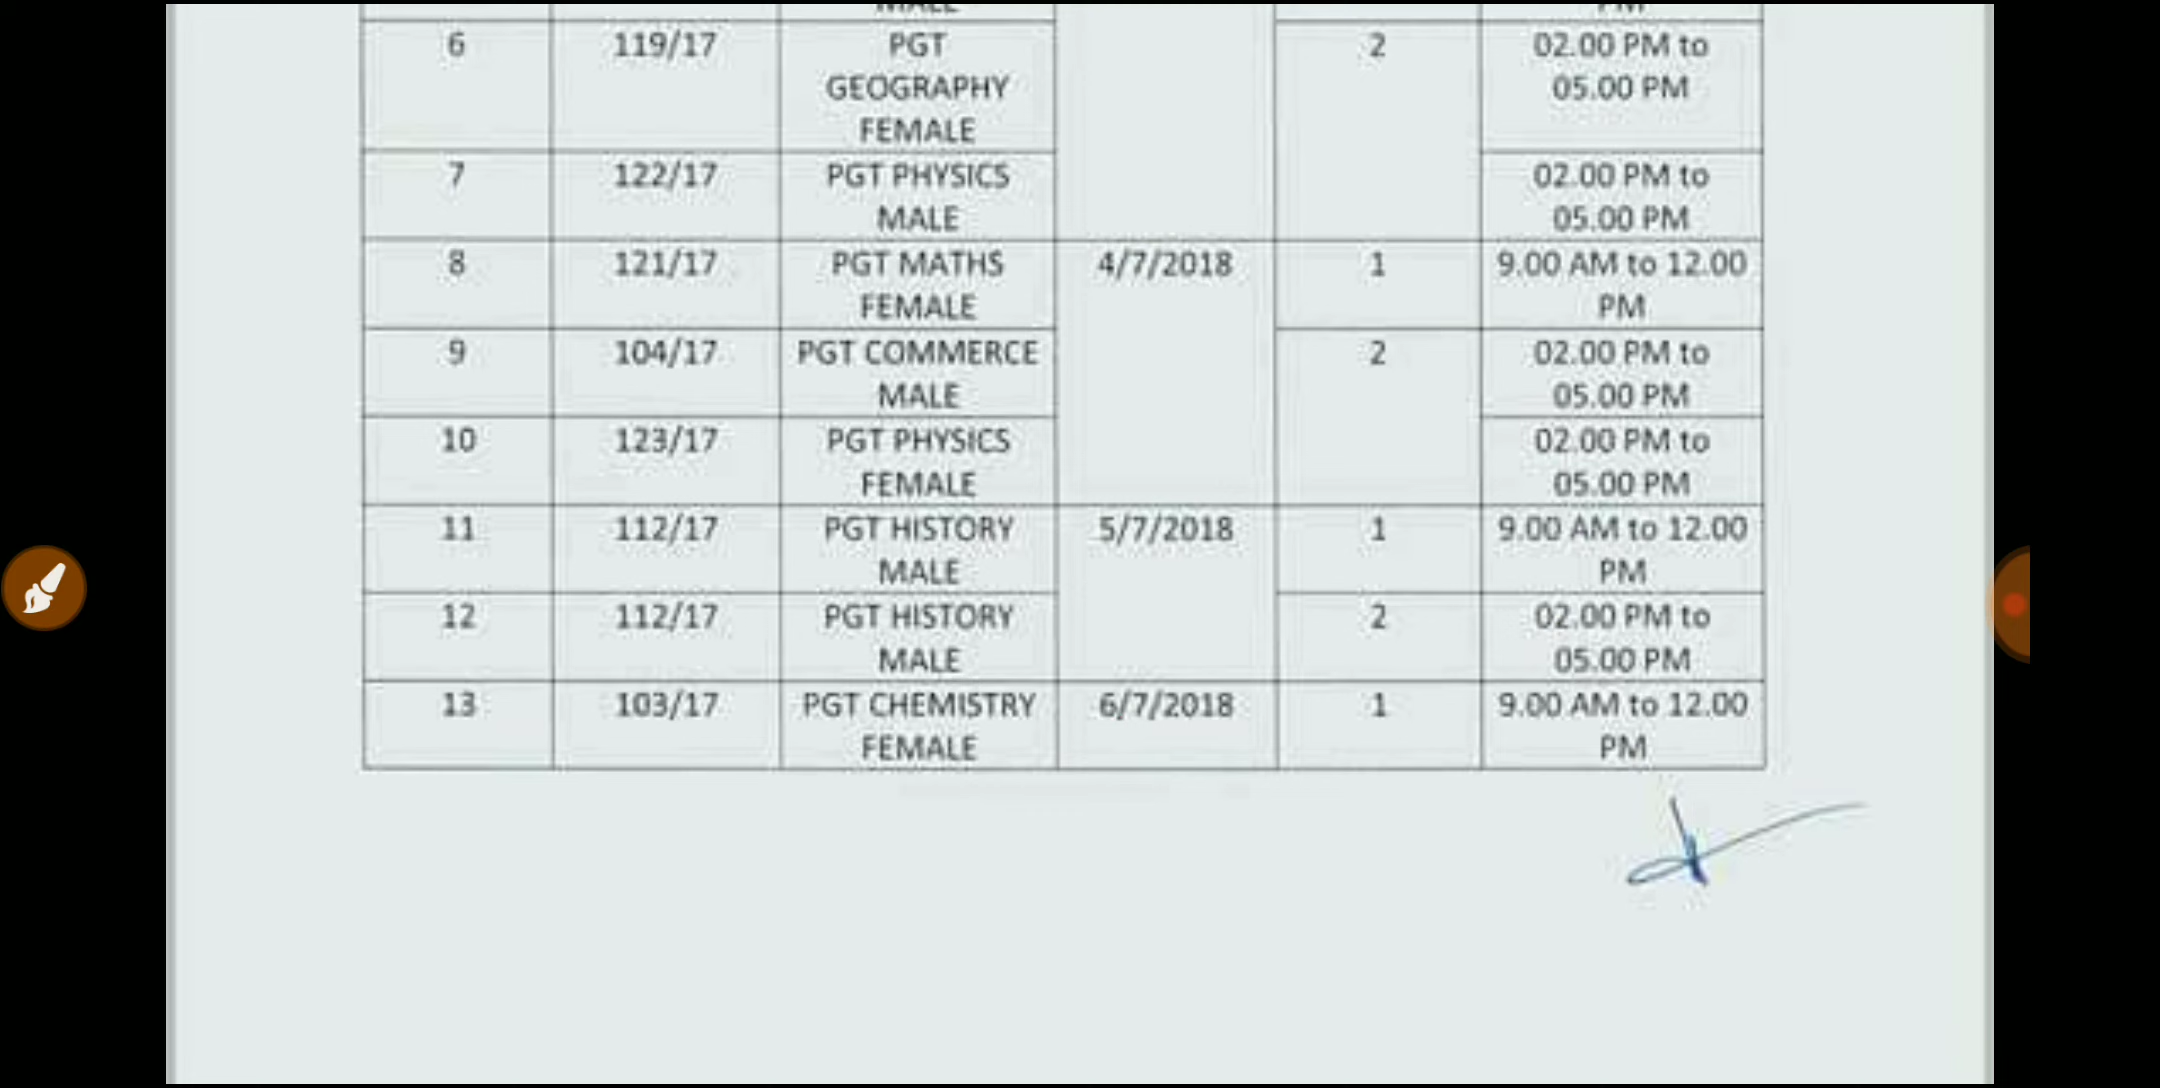 MALE PM
6 119/17 PGT 2 02.00 PM to
GEOGRAPHY 05.00 PM
FEMALE
7 122/17 PGT PHYSICS 02.00 PM to
MALE 05.00 PM
8 121/17 PGT MATHS 4/7/2018 1 9.00 AM to 12.00
FEMALE PM
9 104/17 PGT COMMERCE 2 02.00 PM to
MALE 05.00 PM
10 123/17 PGT PHYSICS 02.00 PM to
FEMALE 05.00 PM
11 112/17 PGT HISTORY 5/7/2018 1 9.00 AM to 12.00
MALE PM
12 112/17 PGT HISTORY 2 02.00 PM to
MALE 05.00 PM
13 103/17 PGT CHEMISTRY 6/7/2018 1 9.00 AM to 12.00
FEMALE PM